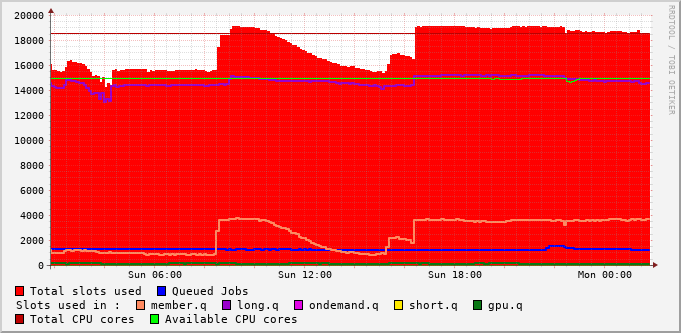 20000
18000
16000
14000
12000
10000
8000
6000
4000
2000
0
Sun 06:00 Sun 12:00 Sun 18:00 Mon 00:00
Total slots used Queued Jobs
Slots used in : member.q long.q ondemand.q short.q gpu.q
Total CPU cores Available CPU cores
RRDTOOL / TOBI OETIKER